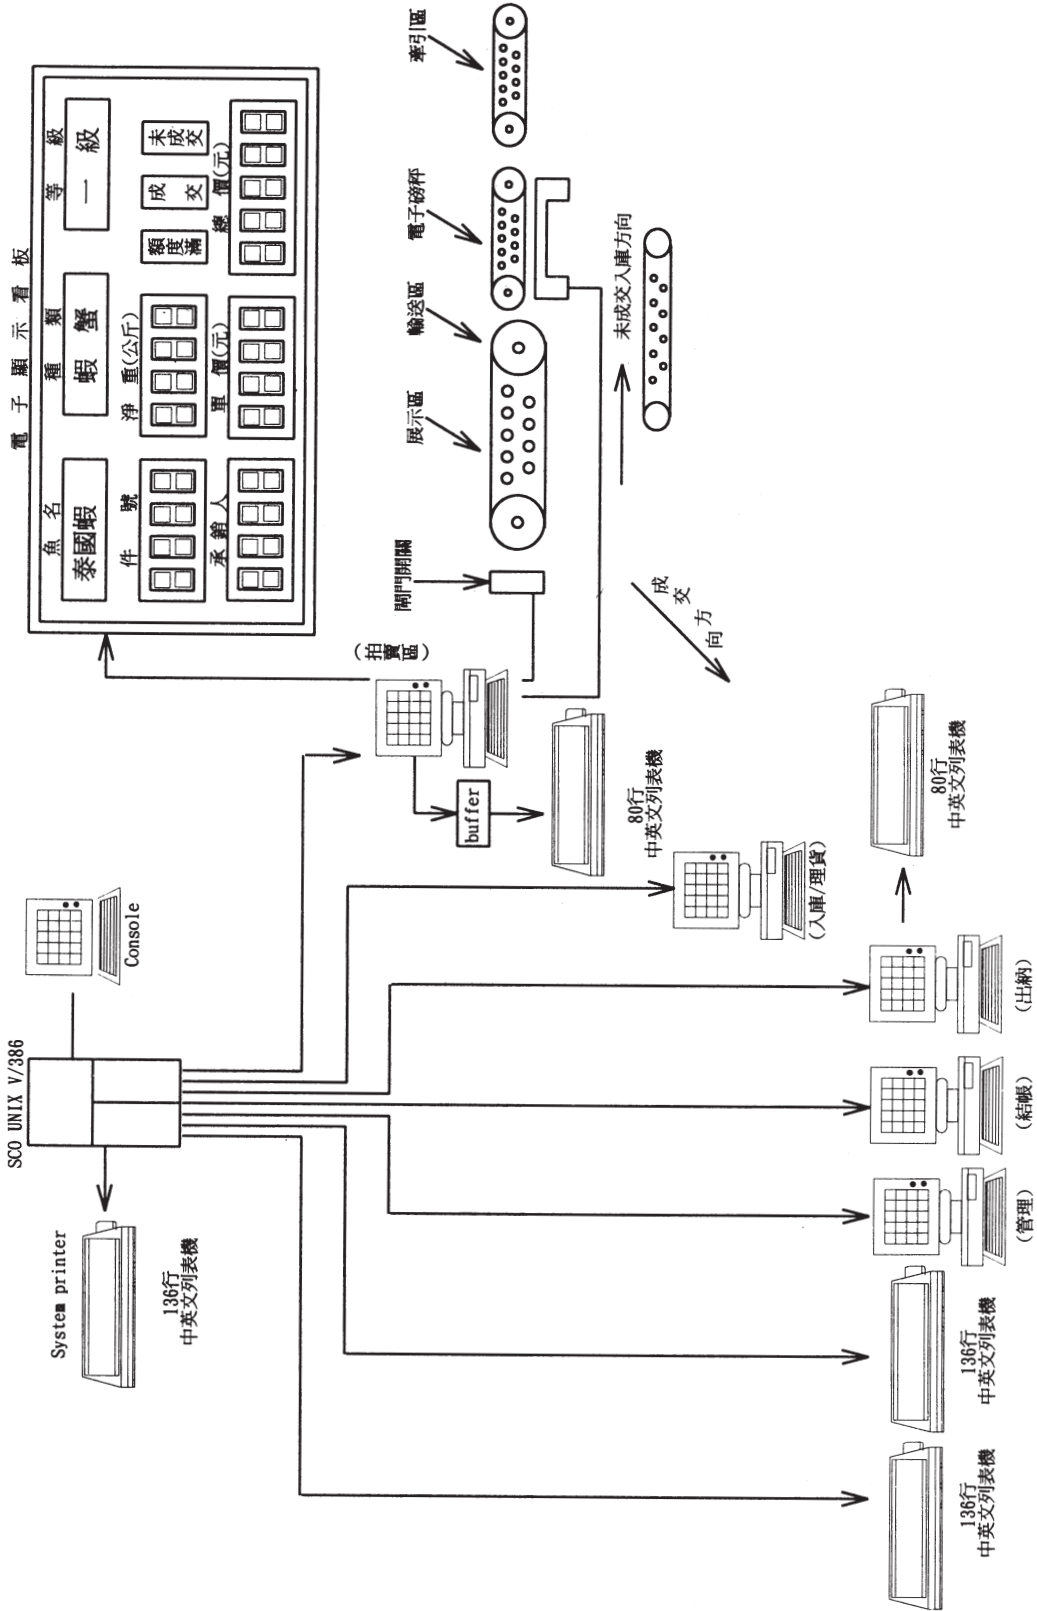 電子顯示看板
魚名
種類
等級
泰國蝦
蝦蟹
一級
件號
淨重(公斤)
額度滿
成交
未成交
承銷人
單價(元)
總價(元)
SCO UNIX V/386
Console
System printer
136行
中英文列表機
(拍賣區)
閘門開關
展示區
輸送區
電子磅秤
牽引區
buffer
80行
中英文列表機
未成交入庫方向
成交方向
(入庫/理貨)
80行
中英文列表機
(出納)
(結帳)
(管理)
136行
中英文列表機
136行
中英文列表機